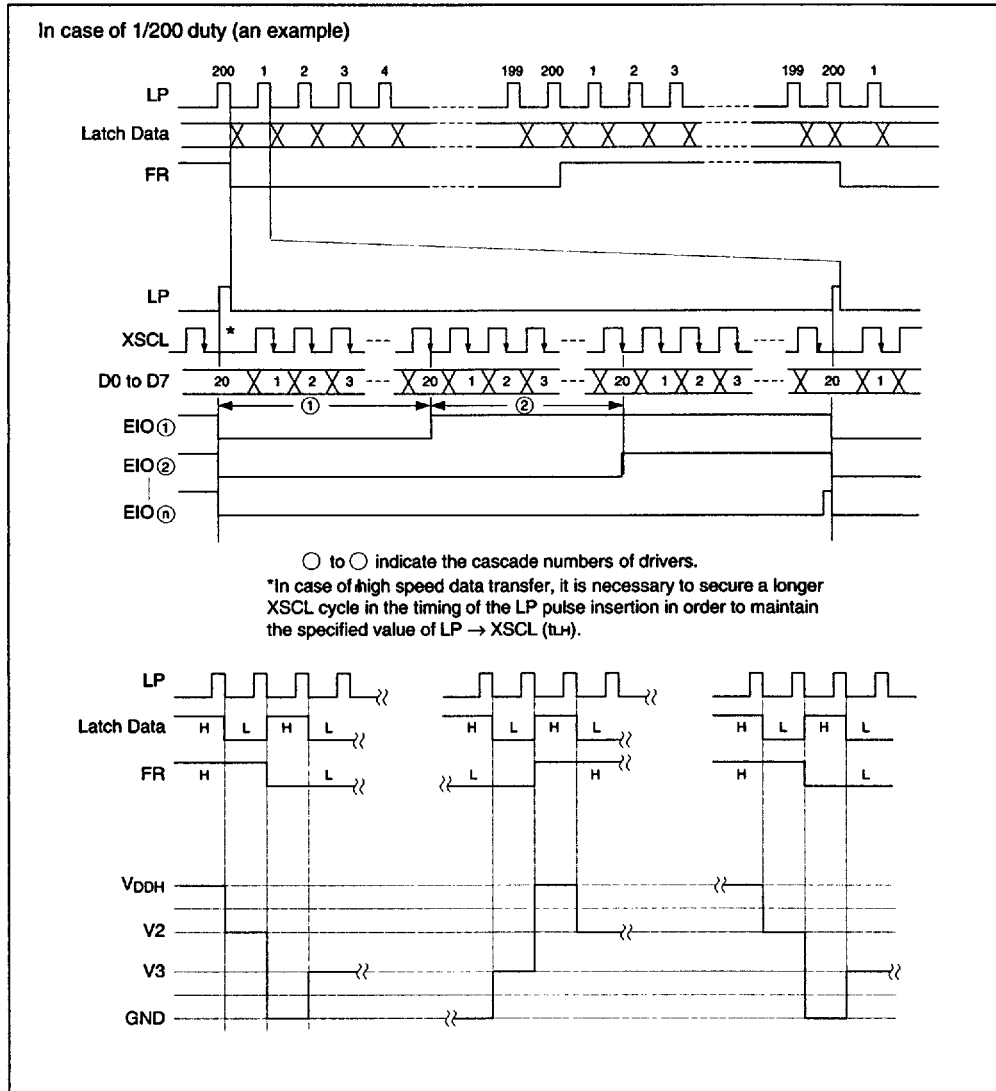 In case of 1/200 duty (an example)
200 1 2 3 4 199 200 1 2 3 199 200 1
LP
Latch Data
FR
LP
*
XSCL
D0 to D7 20 1 2 3 20 1 2 3 20 1 2 3 20 1
① ②
EIO①
EIO②
EIOⓝ
○ to ○ indicate the cascade numbers of drivers.
*In case of high speed data transfer, it is necessary to secure a longer
XSCL cycle in the timing of the LP pulse insertion in order to maintain
the specified value of LP → XSCL (tLH).
LP
Latch Data H L H L H L H L H L H L
FR H L L H H L
VDDH
V2
V3
GND